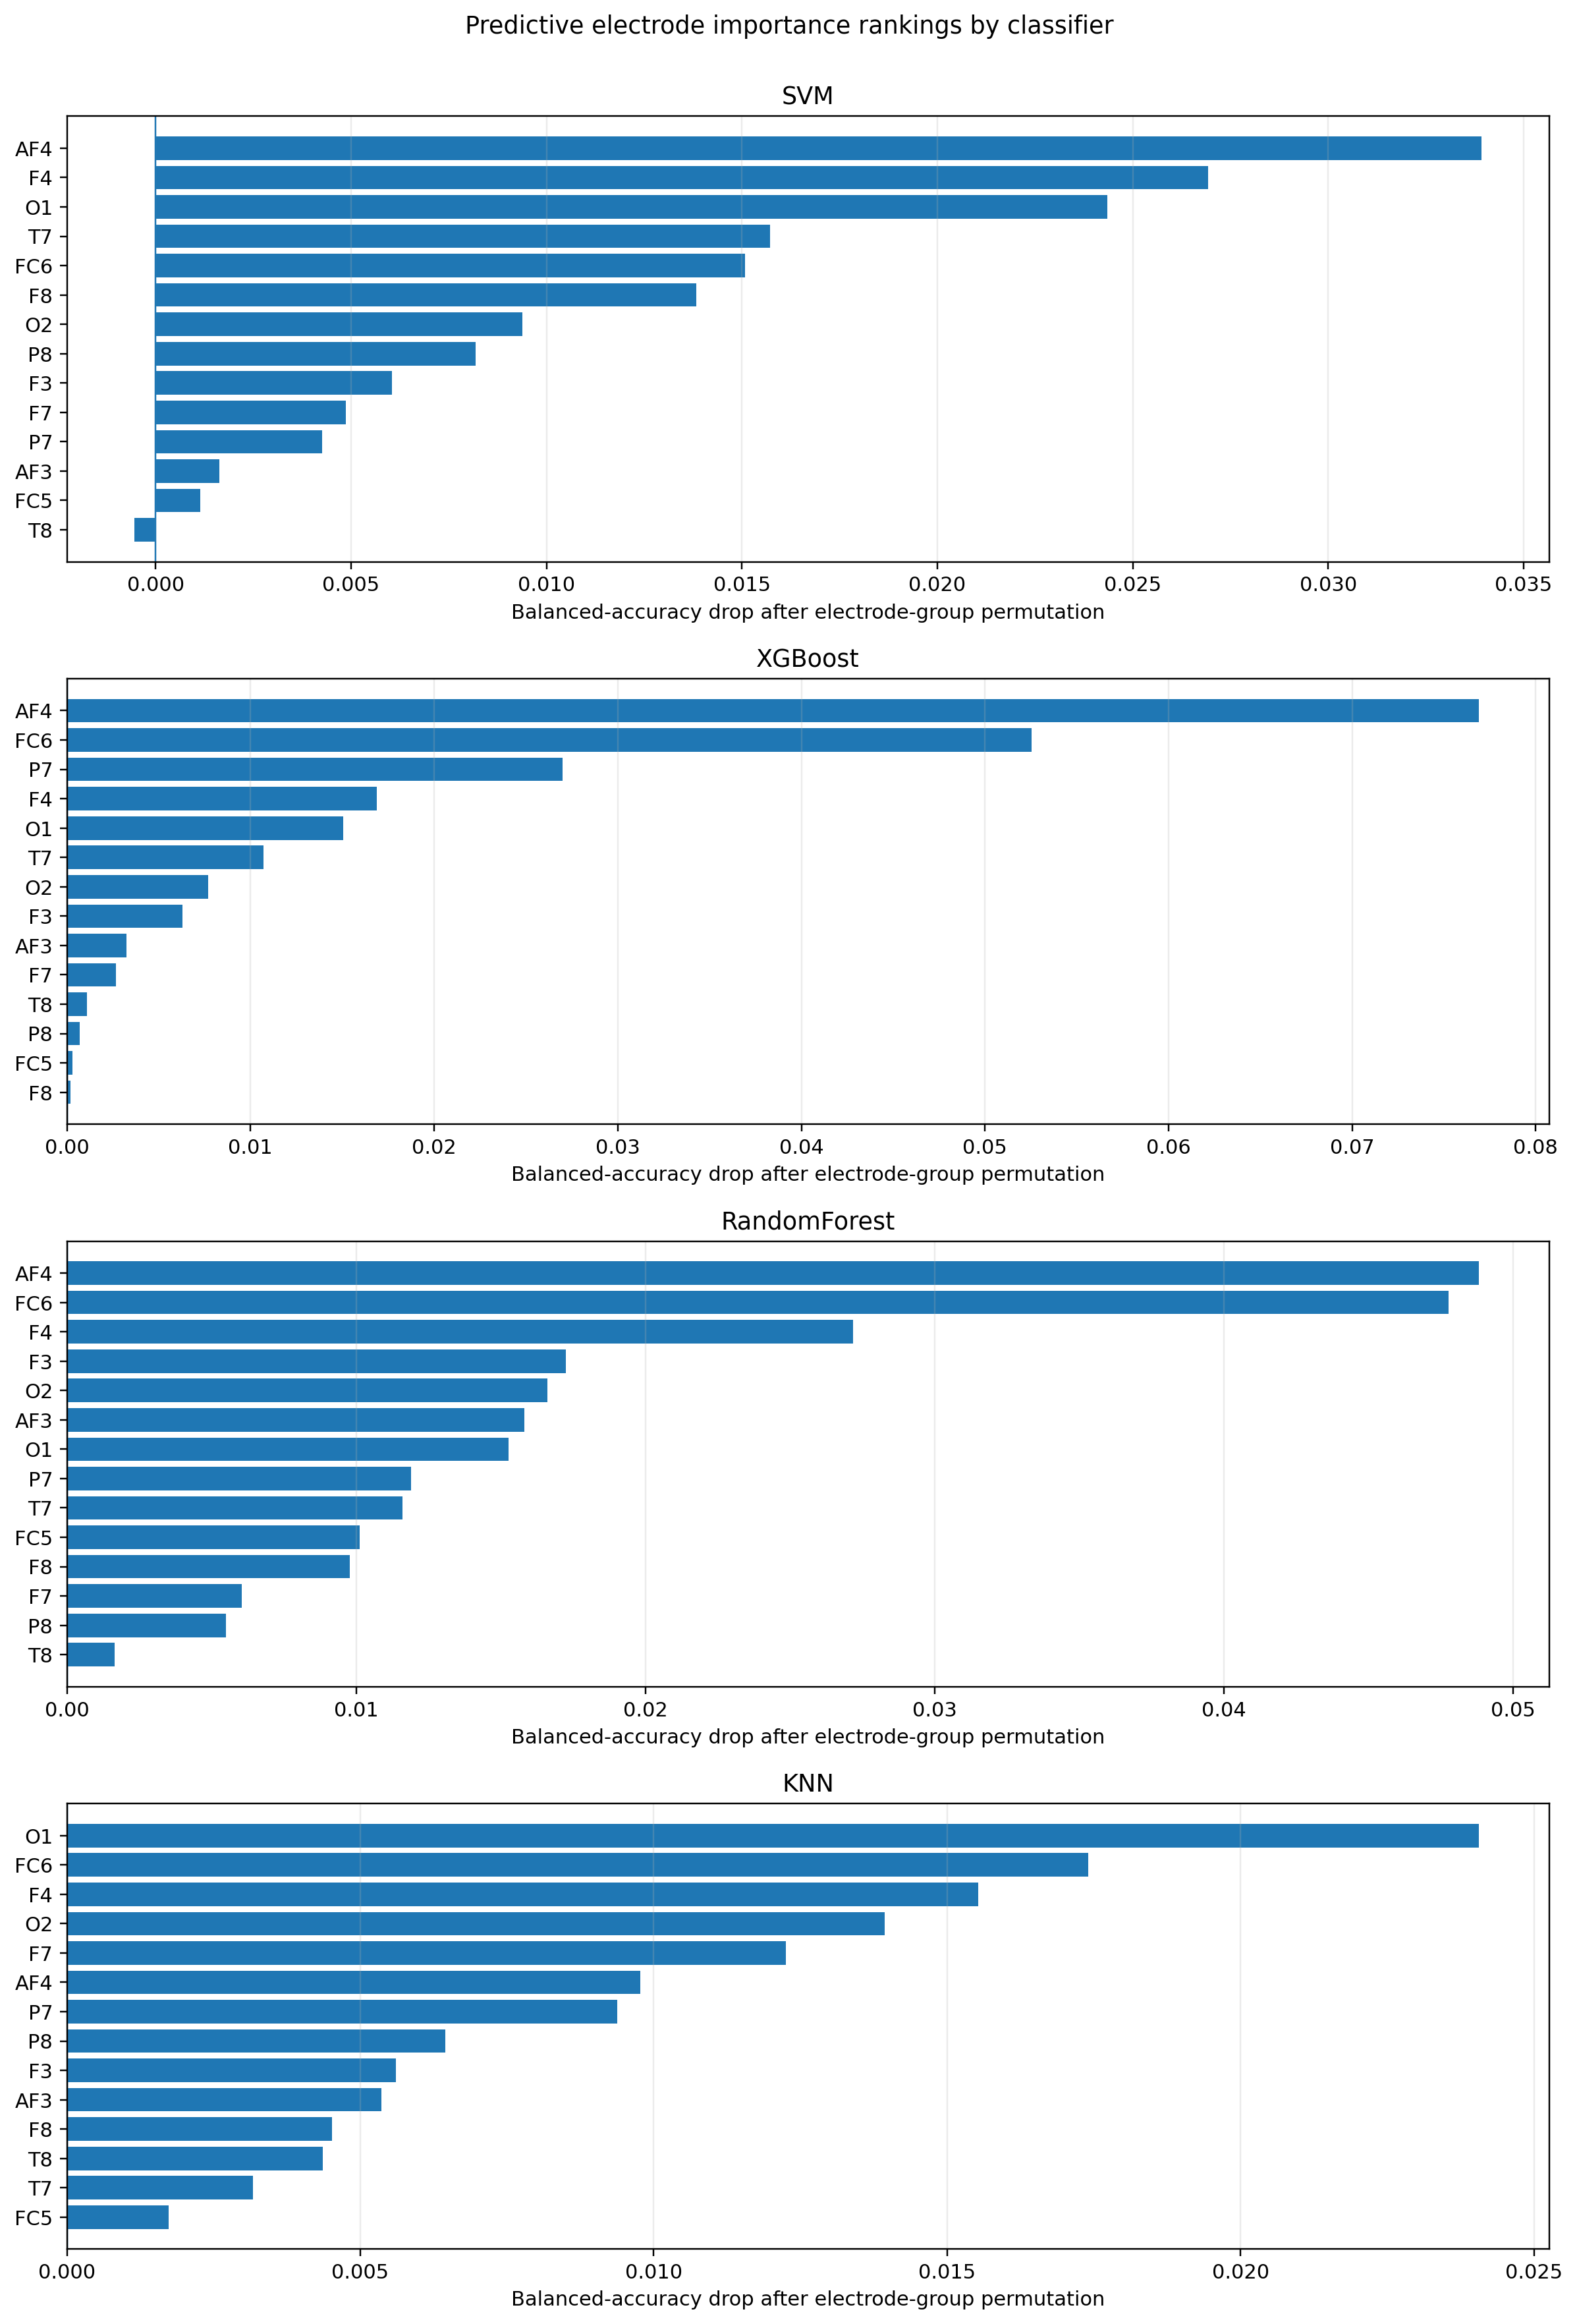 Predictive electrode importance rankings by classifier
SVM
AF4
F4
O1
T7
FC6
F8
O2
P8
F3
F7
P7
AF3
FC5
T8
0.000 0.005 0.010 0.015 0.020 0.025 0.030 0.035
Balanced-accuracy drop after electrode-group permutation
XGBoost
AF4
FC6
P7
F4
O1
T7
O2
F3
AF3
F7
T8
P8
FC5
F8
0.00 0.01 0.02 0.03 0.04 0.05 0.06 0.07 0.08
Balanced-accuracy drop after electrode-group permutation
RandomForest
AF4
FC6
F4
F3
O2
AF3
O1
P7
T7
FC5
F8
F7
P8
T8
0.00 0.01 0.02 0.03 0.04 0.05
Balanced-accuracy drop after electrode-group permutation
KNN
O1
FC6
F4
O2
F7
AF4
P7
P8
F3
AF3
F8
T8
T7
FC5
0.000 0.005 0.010 0.015 0.020 0.025
Balanced-accuracy drop after electrode-group permutation